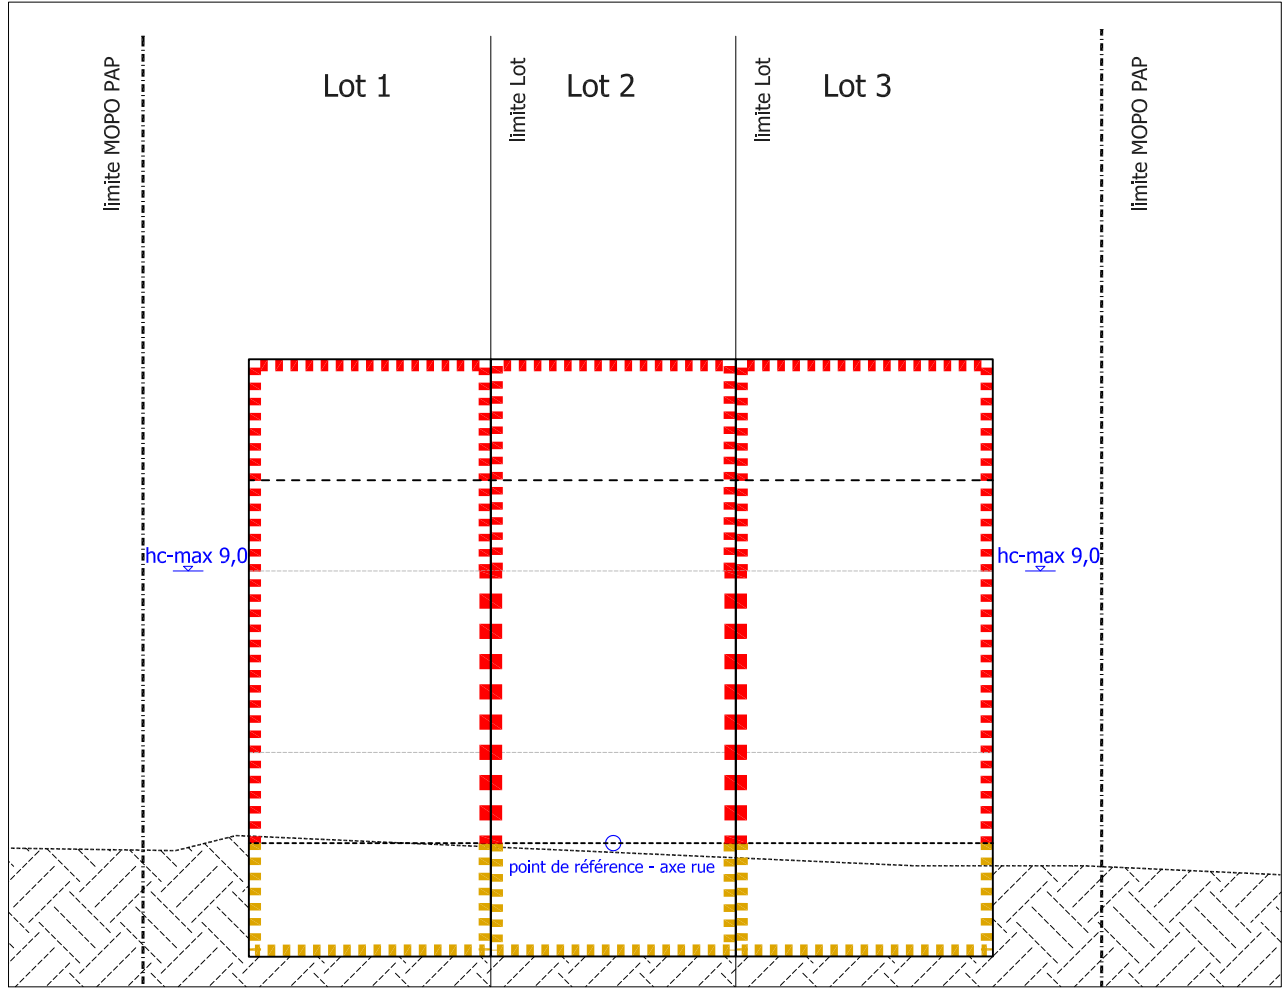 limite MOPO PAP
Lot 1
limite Lot
Lot 2
limite Lot
Lot 3
limite MOPO PAP
hc-max 9,0
hc-max 9,0
point de référence - axe rue